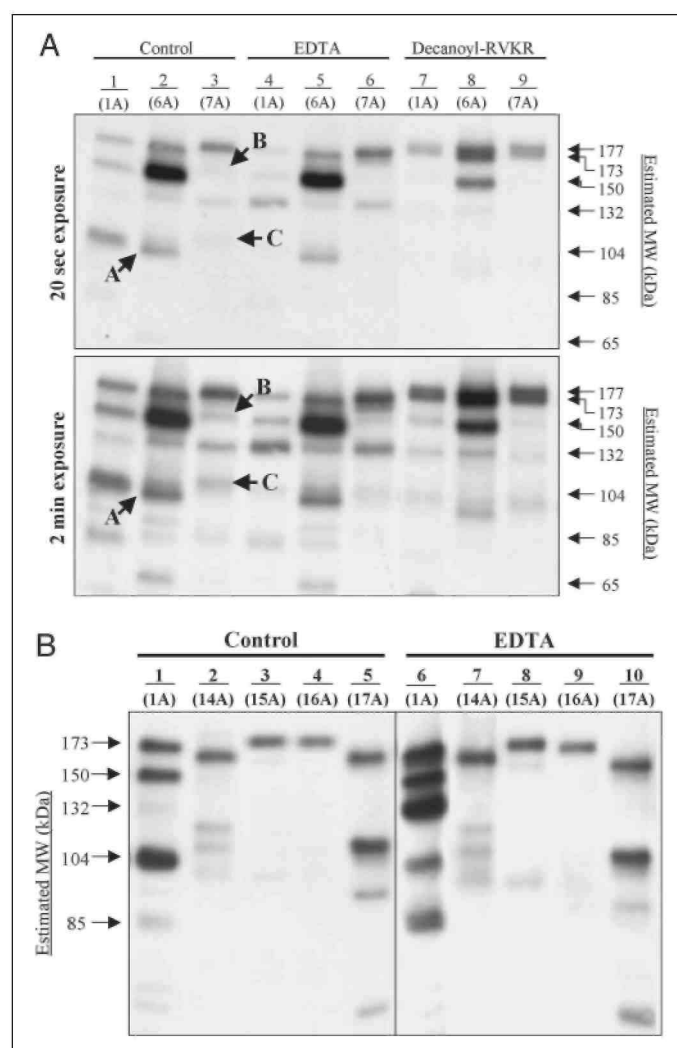 A
Control EDTA Decanoyl-RVKR
1 2 3 4 5 6 7 8 9
(1A) (6A) (7A) (1A) (6A) (7A) (1A) (6A) (7A)
20 sec exposure
B
A
C
177
173
150
132
104
85
65
Estimated MW (kDa)
2 min exposure
B
A
C
177
173
150
132
104
85
65
Estimated MW (kDa)
B
Control EDTA
1 2 3 4 5 6 7 8 9 10
(1A) (14A) (15A) (16A) (17A) (1A) (14A) (15A) (16A) (17A)
Estimated MW (kDa)
173
150
132
104
85